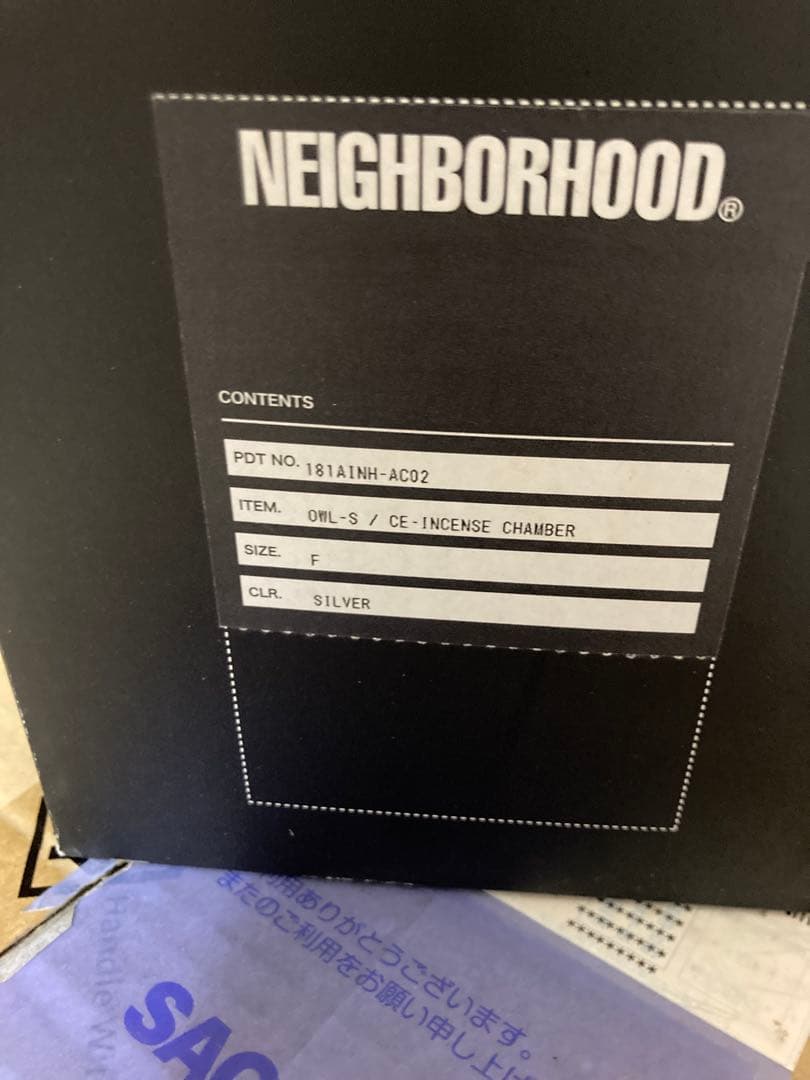 NEIGHBORHOOD®
CONTENTS
PDT NO. 181AINH-AC02
ITEM. OWL-S / CE-INCENSE CHAMBER
SIZE. F
CLR. SILVER
用ありがとうございます。
またのご利用をお願い申し上げ
Handle
SAG